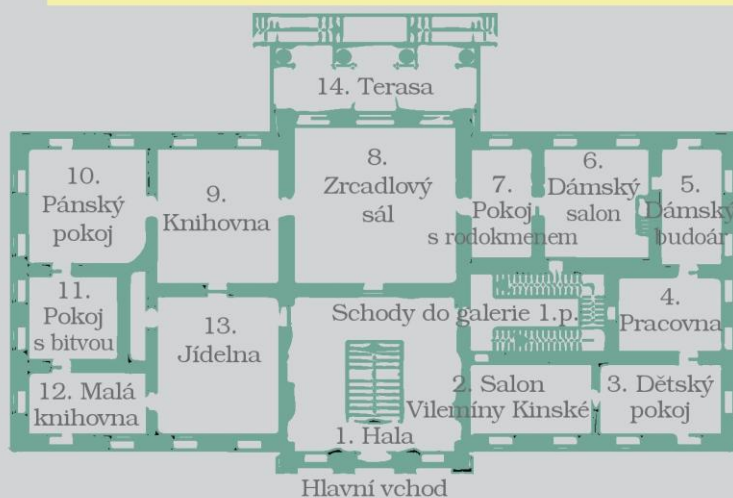 14. Terasa
10.
Pánský
pokoj
9.
Knihovna
8.
Zrcadlový
sál
7.
Pokoj
s rodokmenem
6.
Dámský
salon
5.
Dámský
budoár
11.
Pokoj
s bitvou
13.
Jídelna
Schody do galerie 1.p.
4.
Pracovna
12. Malá
knihovna
1. Hala
2. Salon
Vilemíny Kinské
3. Dětský
pokoj
Hlavní vchod